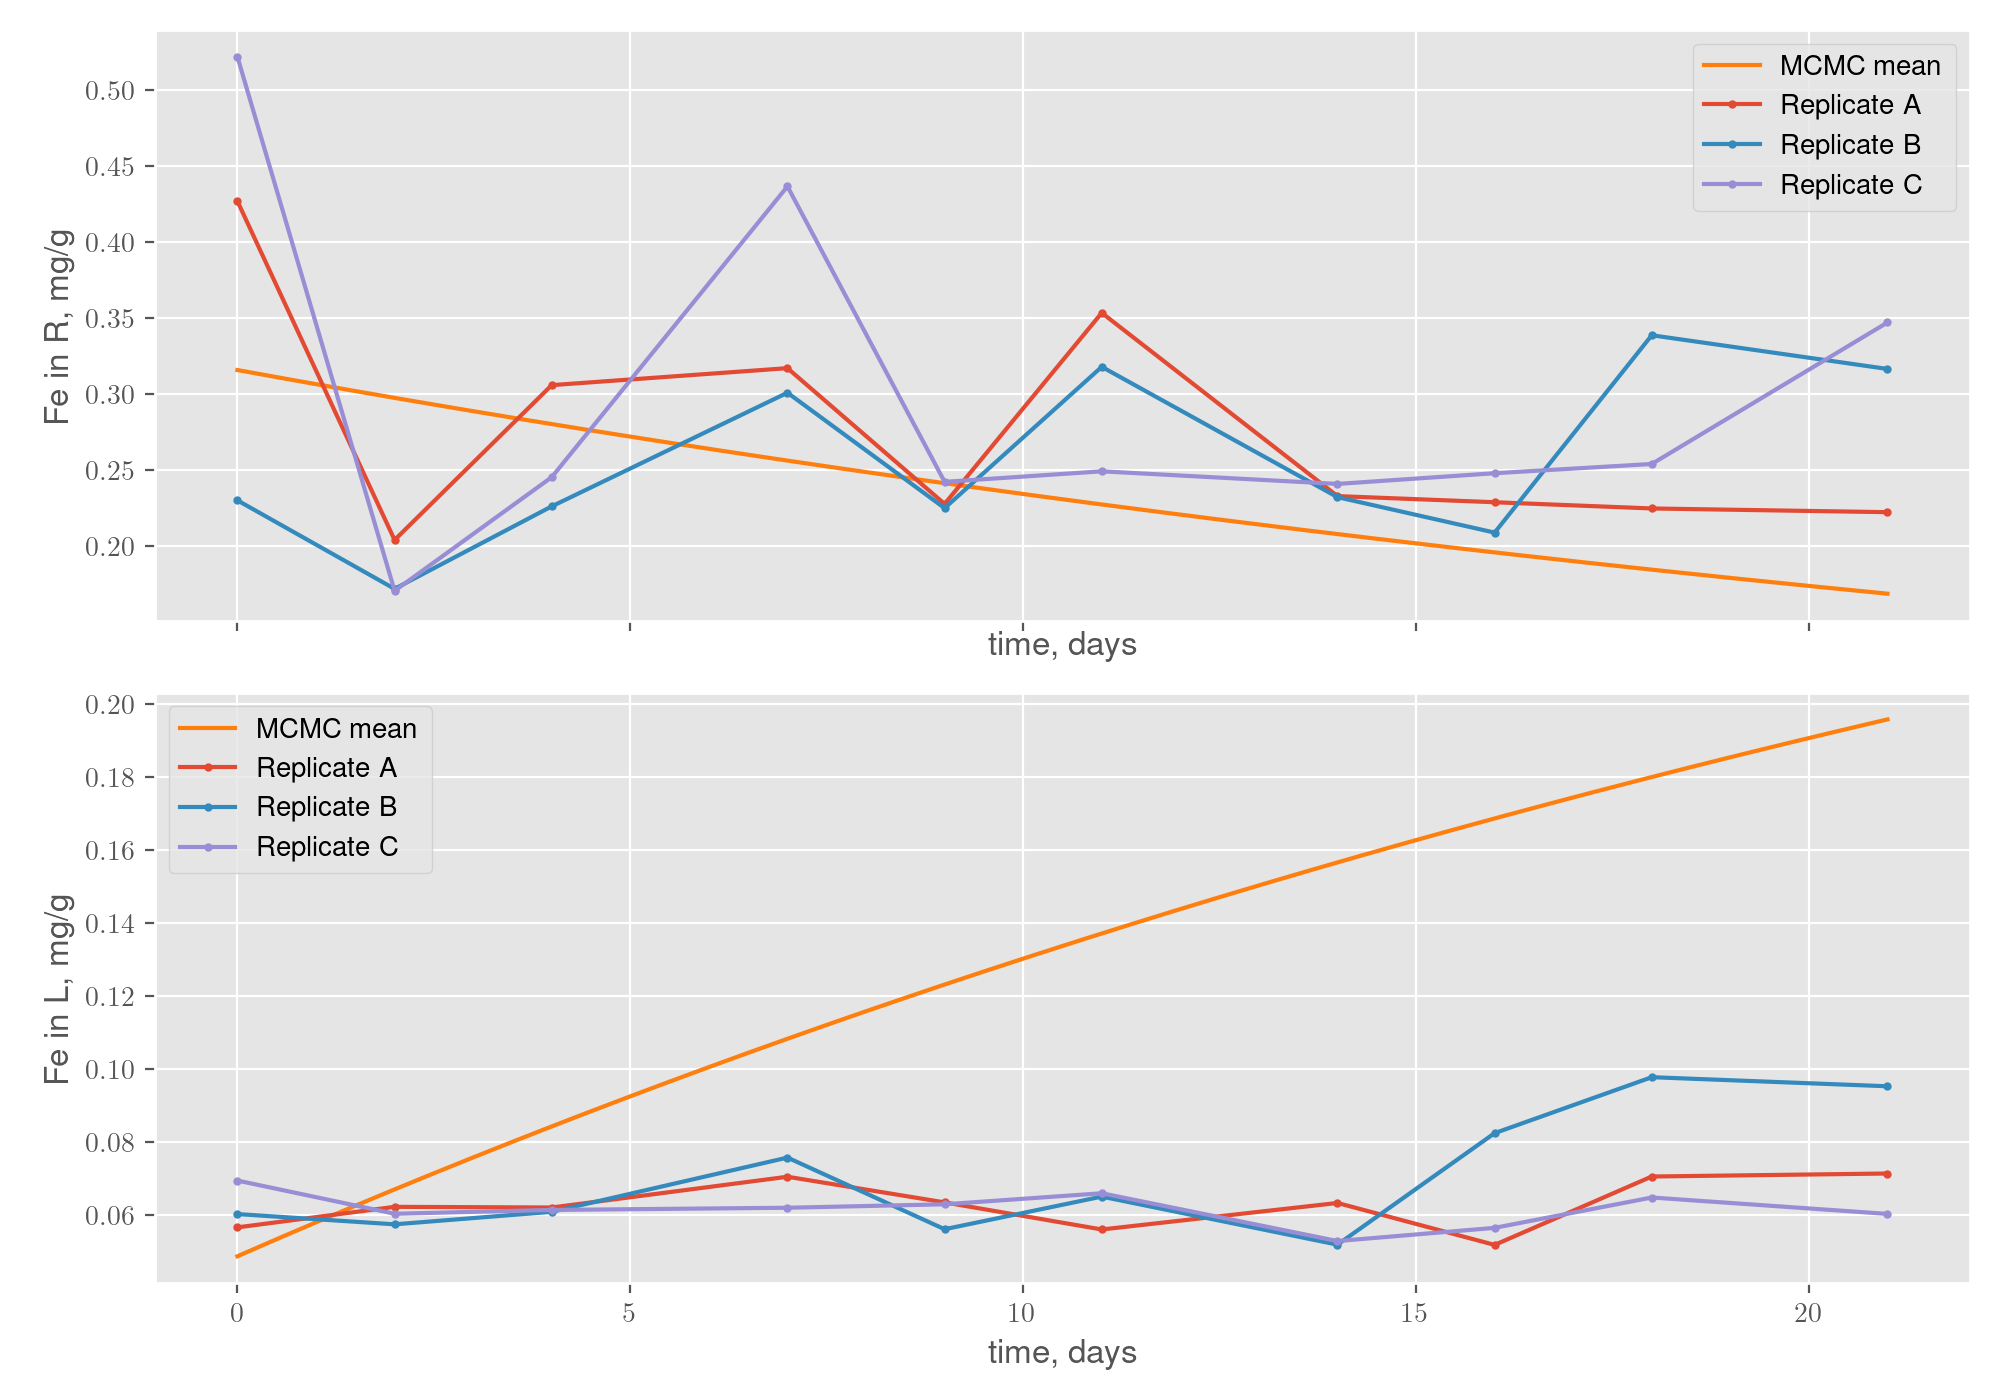 0.50
0.45
0.40
0.35
0.30
0.25
0.20
Fe in R, mg/g
MCMC mean
Replicate A
Replicate B
Replicate C
time, days
0.20
0.18
0.16
0.14
0.12
0.10
0.08
0.06
Fe in L, mg/g
MCMC mean
Replicate A
Replicate B
Replicate C
0 5 10 15 20
time, days